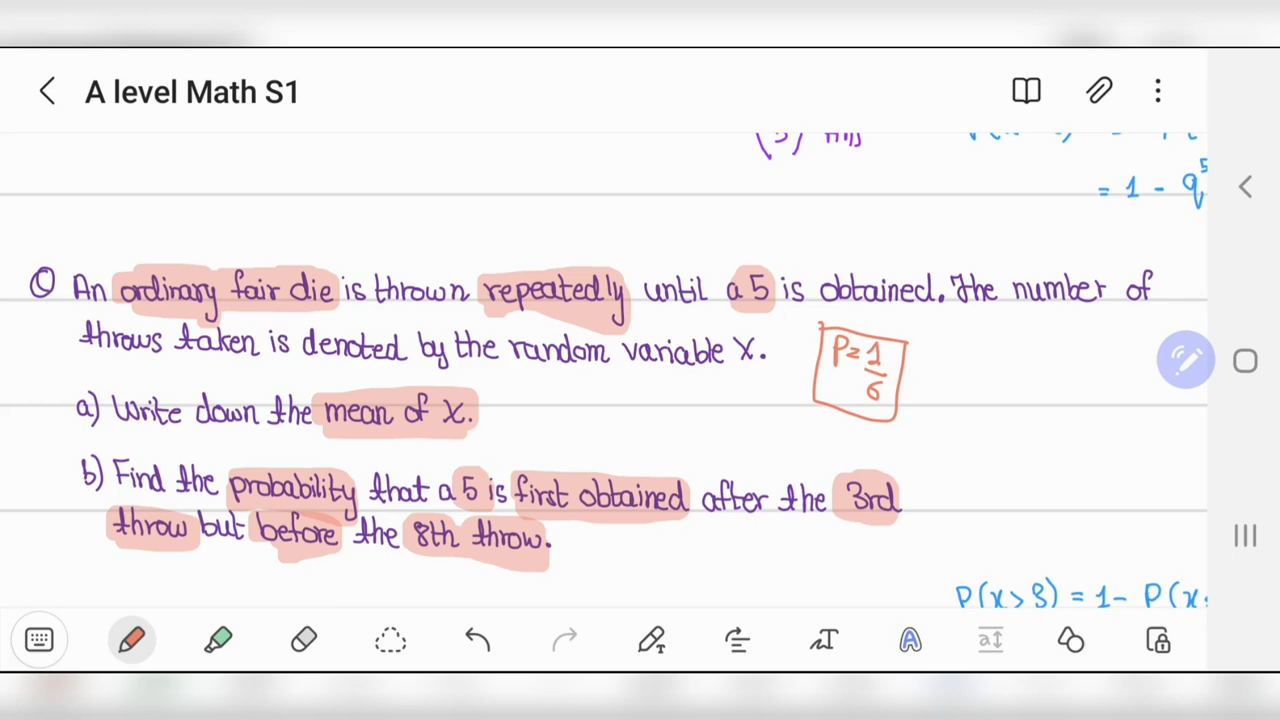 A level Math S1
= 1 - q⁵
Q An ordinary fair die is thrown repeatedly until a 5 is obtained. The number of
throws taken is denoted by the random variable X.
P = 1/6
a) Write down the mean of X.
b) Find the probability that a 5 is first obtained after the 3rd
throw but before the 8th throw.
P(x > 8) = 1 - P(x